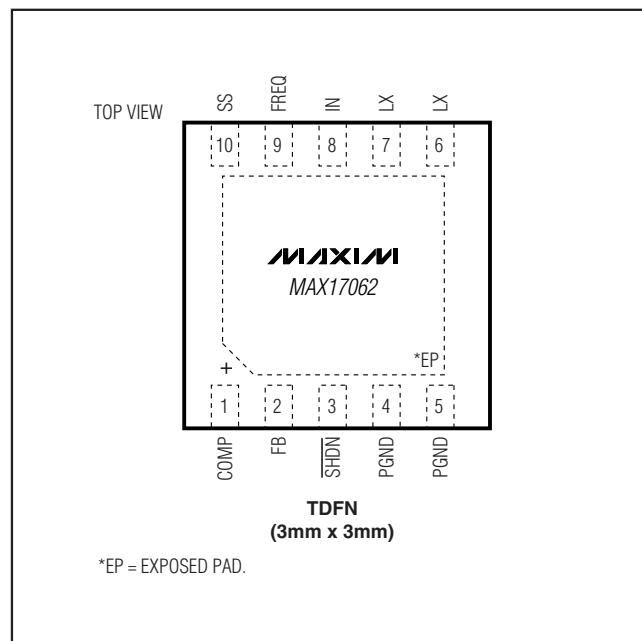 TOP VIEW
SS
FREQ
IN
LX
LX
10
9
8
7
6
MAXIM
MAX17062
*EP
+
1
2
3
4
5
COMP
FB
SHDN
PGND
PGND
TDFN
(3mm x 3mm)
*EP = EXPOSED PAD.